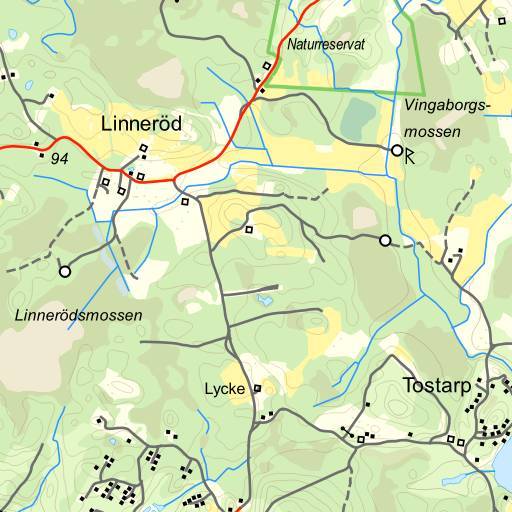 Naturreservat
Vingaborgs-
mossen
Linneröd
94
R
Linnerödsmossen
Lycke
Tostarp